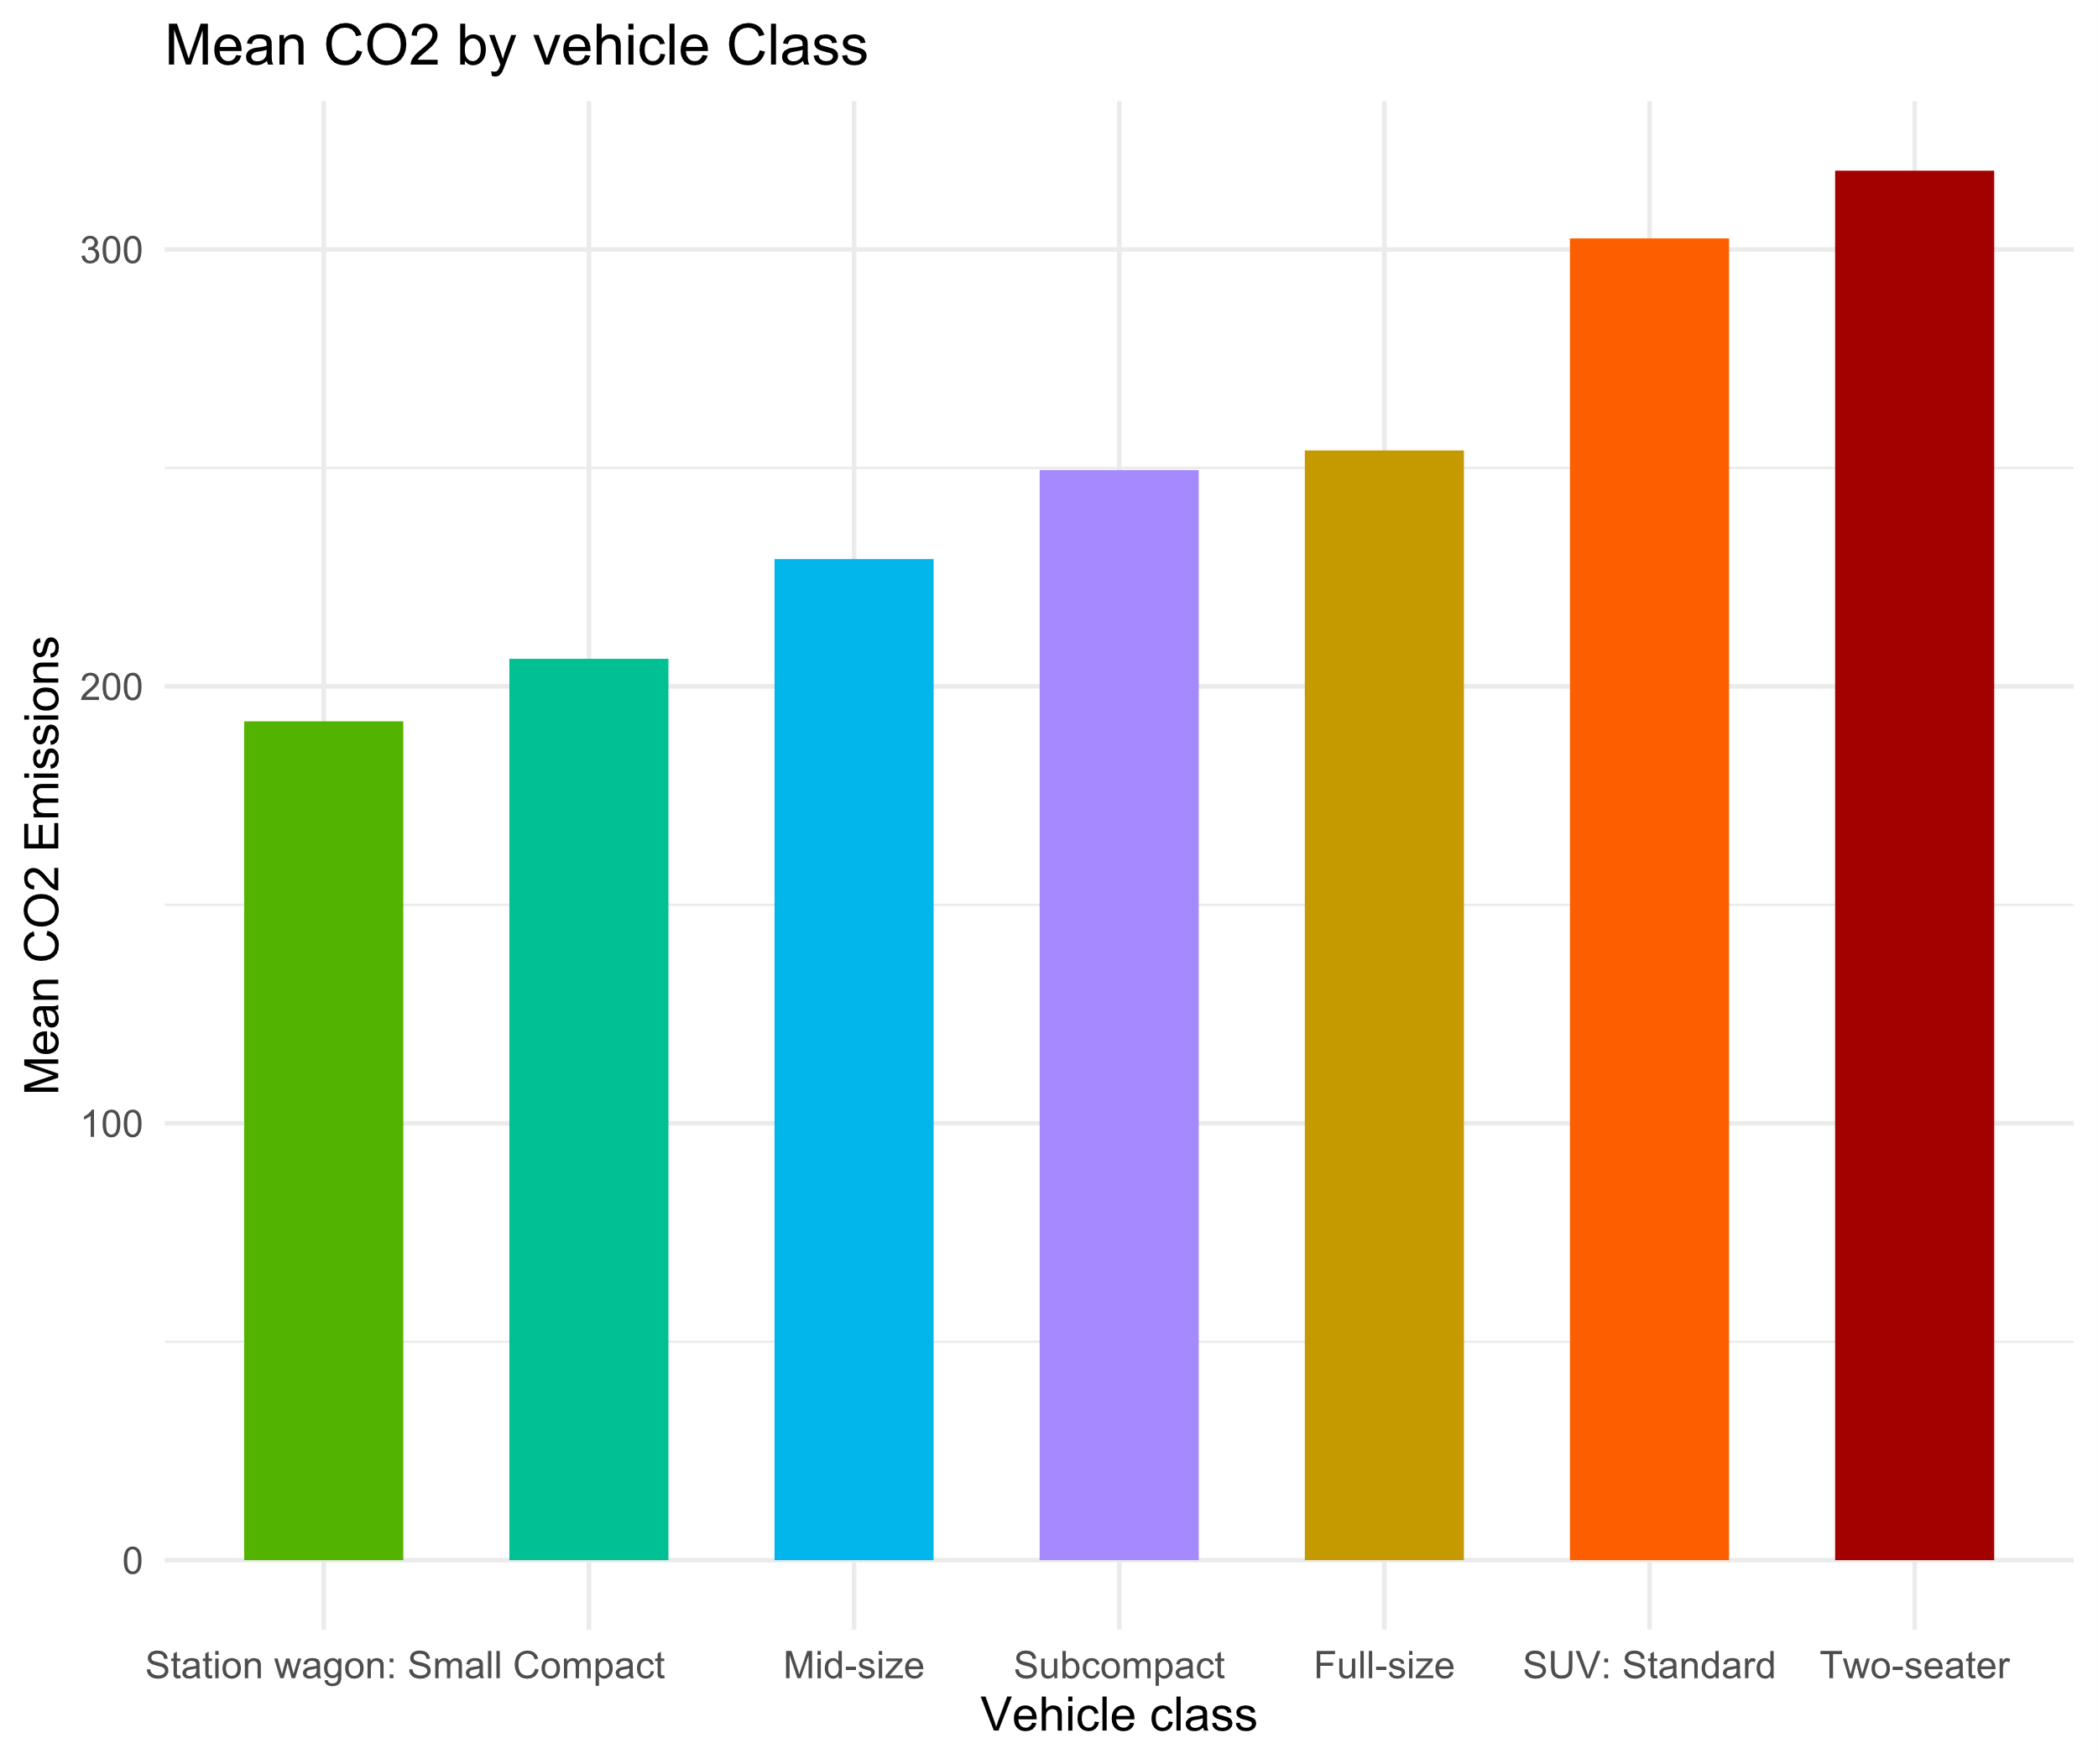 Mean CO2 by vehicle Class
Mean CO2 Emissions
300
200
100
0
Station wagon: Small Compact Mid-size Subcompact Full-size SUV: Standard Two-seater
Vehicle class